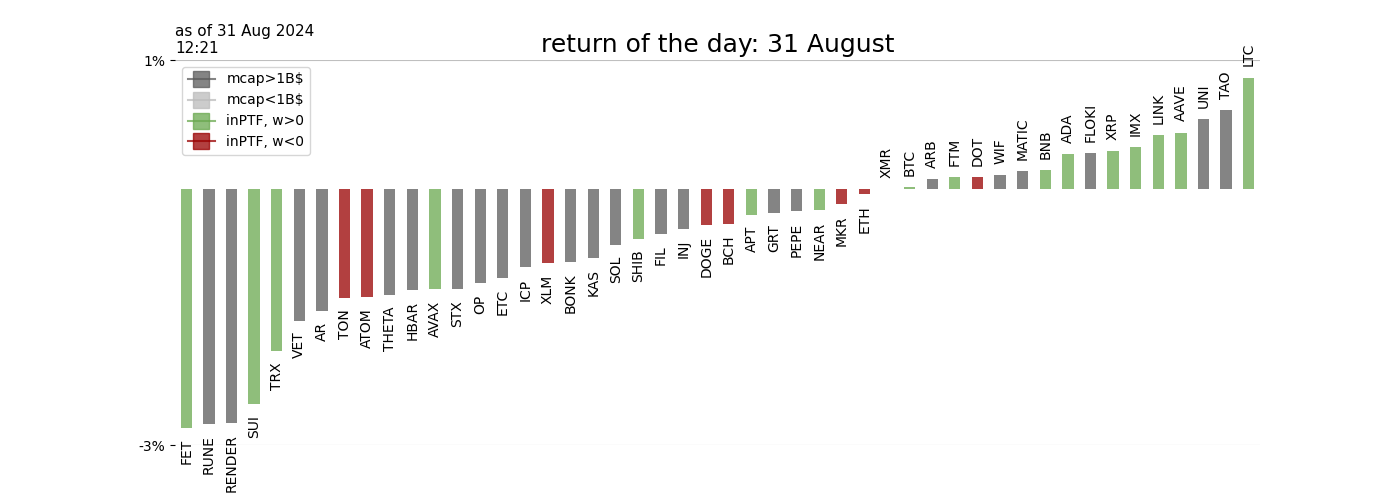 as of 31 Aug 2024
12:21
return of the day: 31 August
1%
mcap>1B$
mcap<1B$
inPTF, w>0
inPTF, w<0
-3%
FET
RUNE
RENDER
SUI
TRX
VET
AR
TON
ATOM
THETA
HBAR
AVAX
STX
OP
ETC
ICP
XLM
BONK
KAS
SOL
SHIB
FIL
INJ
DOGE
BCH
APT
GRT
PEPE
NEAR
MKR
ETH
XMR
BTC
ARB
FTM
DOT
WIF
MATIC
BNB
ADA
FLOKI
XRP
IMX
LINK
AAVE
UNI
TAO
LTC